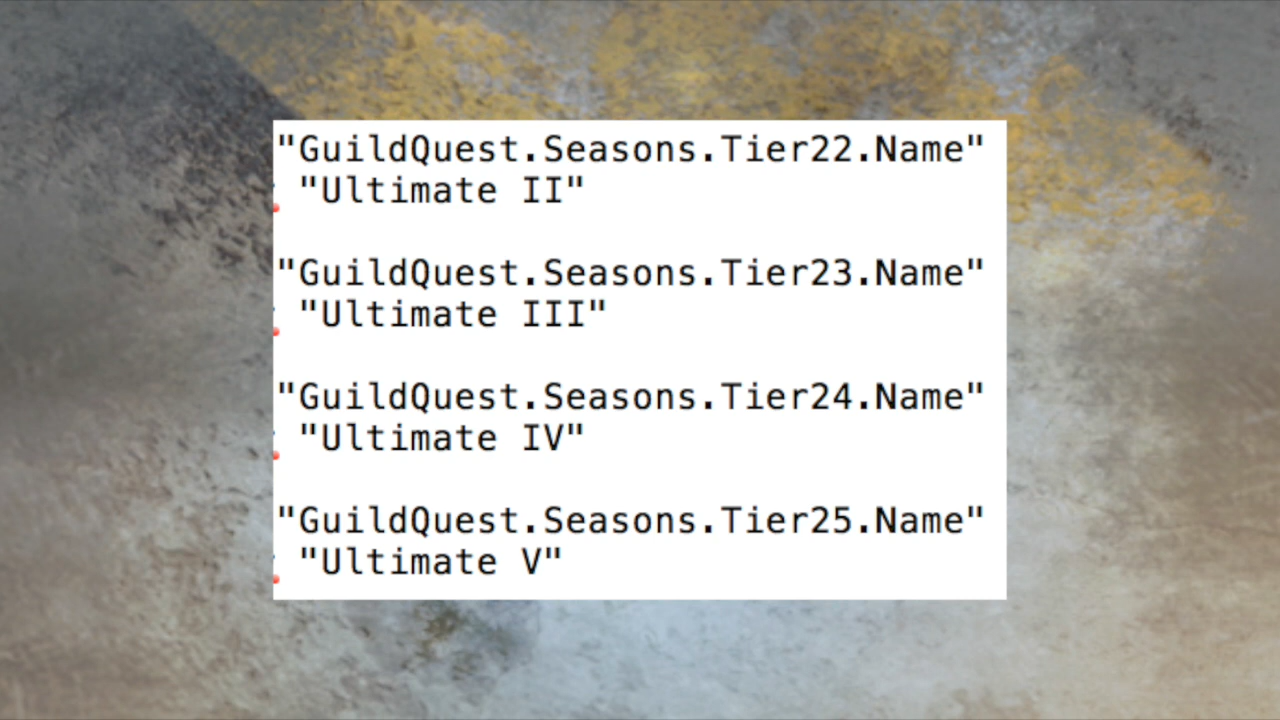 "GuildQuest.Seasons.Tier22.Name"
"Ultimate II"
"GuildQuest.Seasons.Tier23.Name"
"Ultimate III"
"GuildQuest.Seasons.Tier24.Name"
"Ultimate IV"
"GuildQuest.Seasons.Tier25.Name"
"Ultimate V"